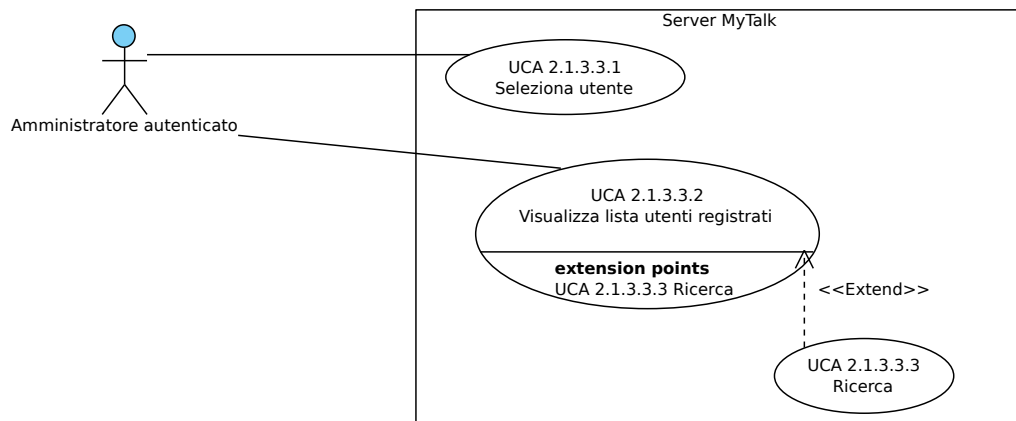 Server MyTalk
UCA 2.1.3.3.1
Seleziona utente
Amministratore autenticato
UCA 2.1.3.3.2
Visualizza lista utenti registrati
extension points
UCA 2.1.3.3.3 Ricerca
<<Extend>>
UCA 2.1.3.3.3
Ricerca